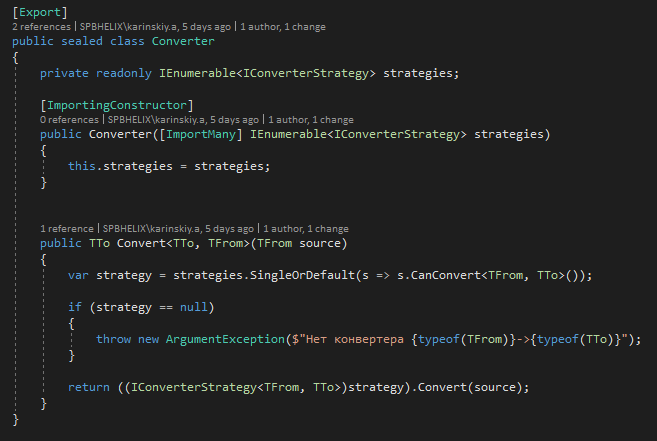 [Export]
2 references | SPBHELIX\karinskiy.a, 5 days ago | 1 author, 1 change
public sealed class Converter
{
    private readonly IEnumerable<IConverterStrategy> strategies;

    [ImportingConstructor]
    0 references | SPBHELIX\karinskiy.a, 5 days ago | 1 author, 1 change
    public Converter([ImportMany] IEnumerable<IConverterStrategy> strategies)
    {
        this.strategies = strategies;
    }

    1 reference | SPBHELIX\karinskiy.a, 5 days ago | 1 author, 1 change
    public TTo Convert<TTo, TFrom>(TFrom source)
    {
        var strategy = strategies.SingleOrDefault(s => s.CanConvert<TFrom, TTo>());

        if (strategy == null)
        {
            throw new ArgumentException($"Нет конвертера {typeof(TFrom)}->{typeof(TTo)}");
        }

        return ((IConverterStrategy<TFrom, TTo>)strategy).Convert(source);
    }
}